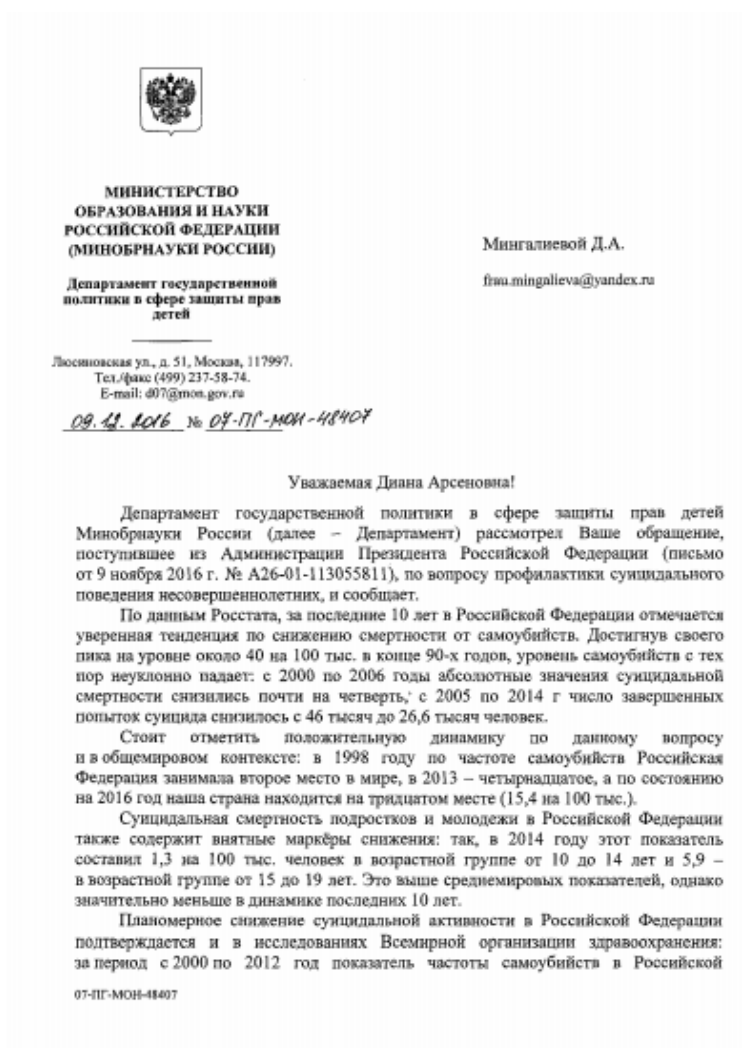 МИНИСТЕРСТВО
ОБРАЗОВАНИЯ И НАУКИ
РОССИЙСКОЙ ФЕДЕРАЦИИ
(МИНОБРНАУКИ РОССИИ)
Департамент государственной
политики в сфере защиты прав
детей
Люсиновская ул., д. 51, Москва, 117997.
Тел./факс (499) 237-58-74.
E-mail: d07@mon.gov.ru
09.12.2016 № 07-ПГ-МОН-48407
Мингалиевой Д.А.
frau.mingalieva@yandex.ru
Уважаемая Диана Арсеновна!
Департамент государственной политики в сфере защиты прав детей
Минобрнауки России (далее – Департамент) рассмотрел Ваше обращение,
поступившее из Администрации Президента Российской Федерации (письмо
от 9 ноября 2016 г. № А26-01-113055811), по вопросу профилактики суицидального
поведения несовершеннолетних, и сообщает.
По данным Росстата, за последние 10 лет в Российской Федерации отмечается
уверенная тенденция по снижению смертности от самоубийств. Достигнув своего
пика на уровне около 40 на 100 тыс. в конце 90-х годов, уровень самоубийств с тех
пор неуклонно падает: с 2000 по 2006 годы абсолютные значения суицидальной
смертности снизились почти на четверть, с 2005 по 2014 г число завершенных
попыток суицида снизилось с 46 тысяч до 26,6 тысяч человек.
Стоит отметить положительную динамику по данному вопросу
и в общемировом контексте: в 1998 году по частоте самоубийств Российская
Федерация занимала второе место в мире, в 2013 – четырнадцатое, а по состоянию
на 2016 год наша страна находится на тридцатом месте (15,4 на 100 тыс.).
Суицидальная смертность подростков и молодежи в Российской Федерации
также содержит внятные маркёры снижения: так, в 2014 году этот показатель
составил 1,3 на 100 тыс. человек в возрастной группе от 10 до 14 лет и 5,9 –
в возрастной группе от 15 до 19 лет. Это выше среднемировых показателей, однако
значительно меньше в динамике последних 10 лет.
Планомерное снижение суицидальной активности в Российской Федерации
подтверждается и в исследованиях Всемирной организации здравоохранения:
за период с 2000 по 2012 год показатель частоты самоубийств в Российской
07-ПГ-МОН-48407